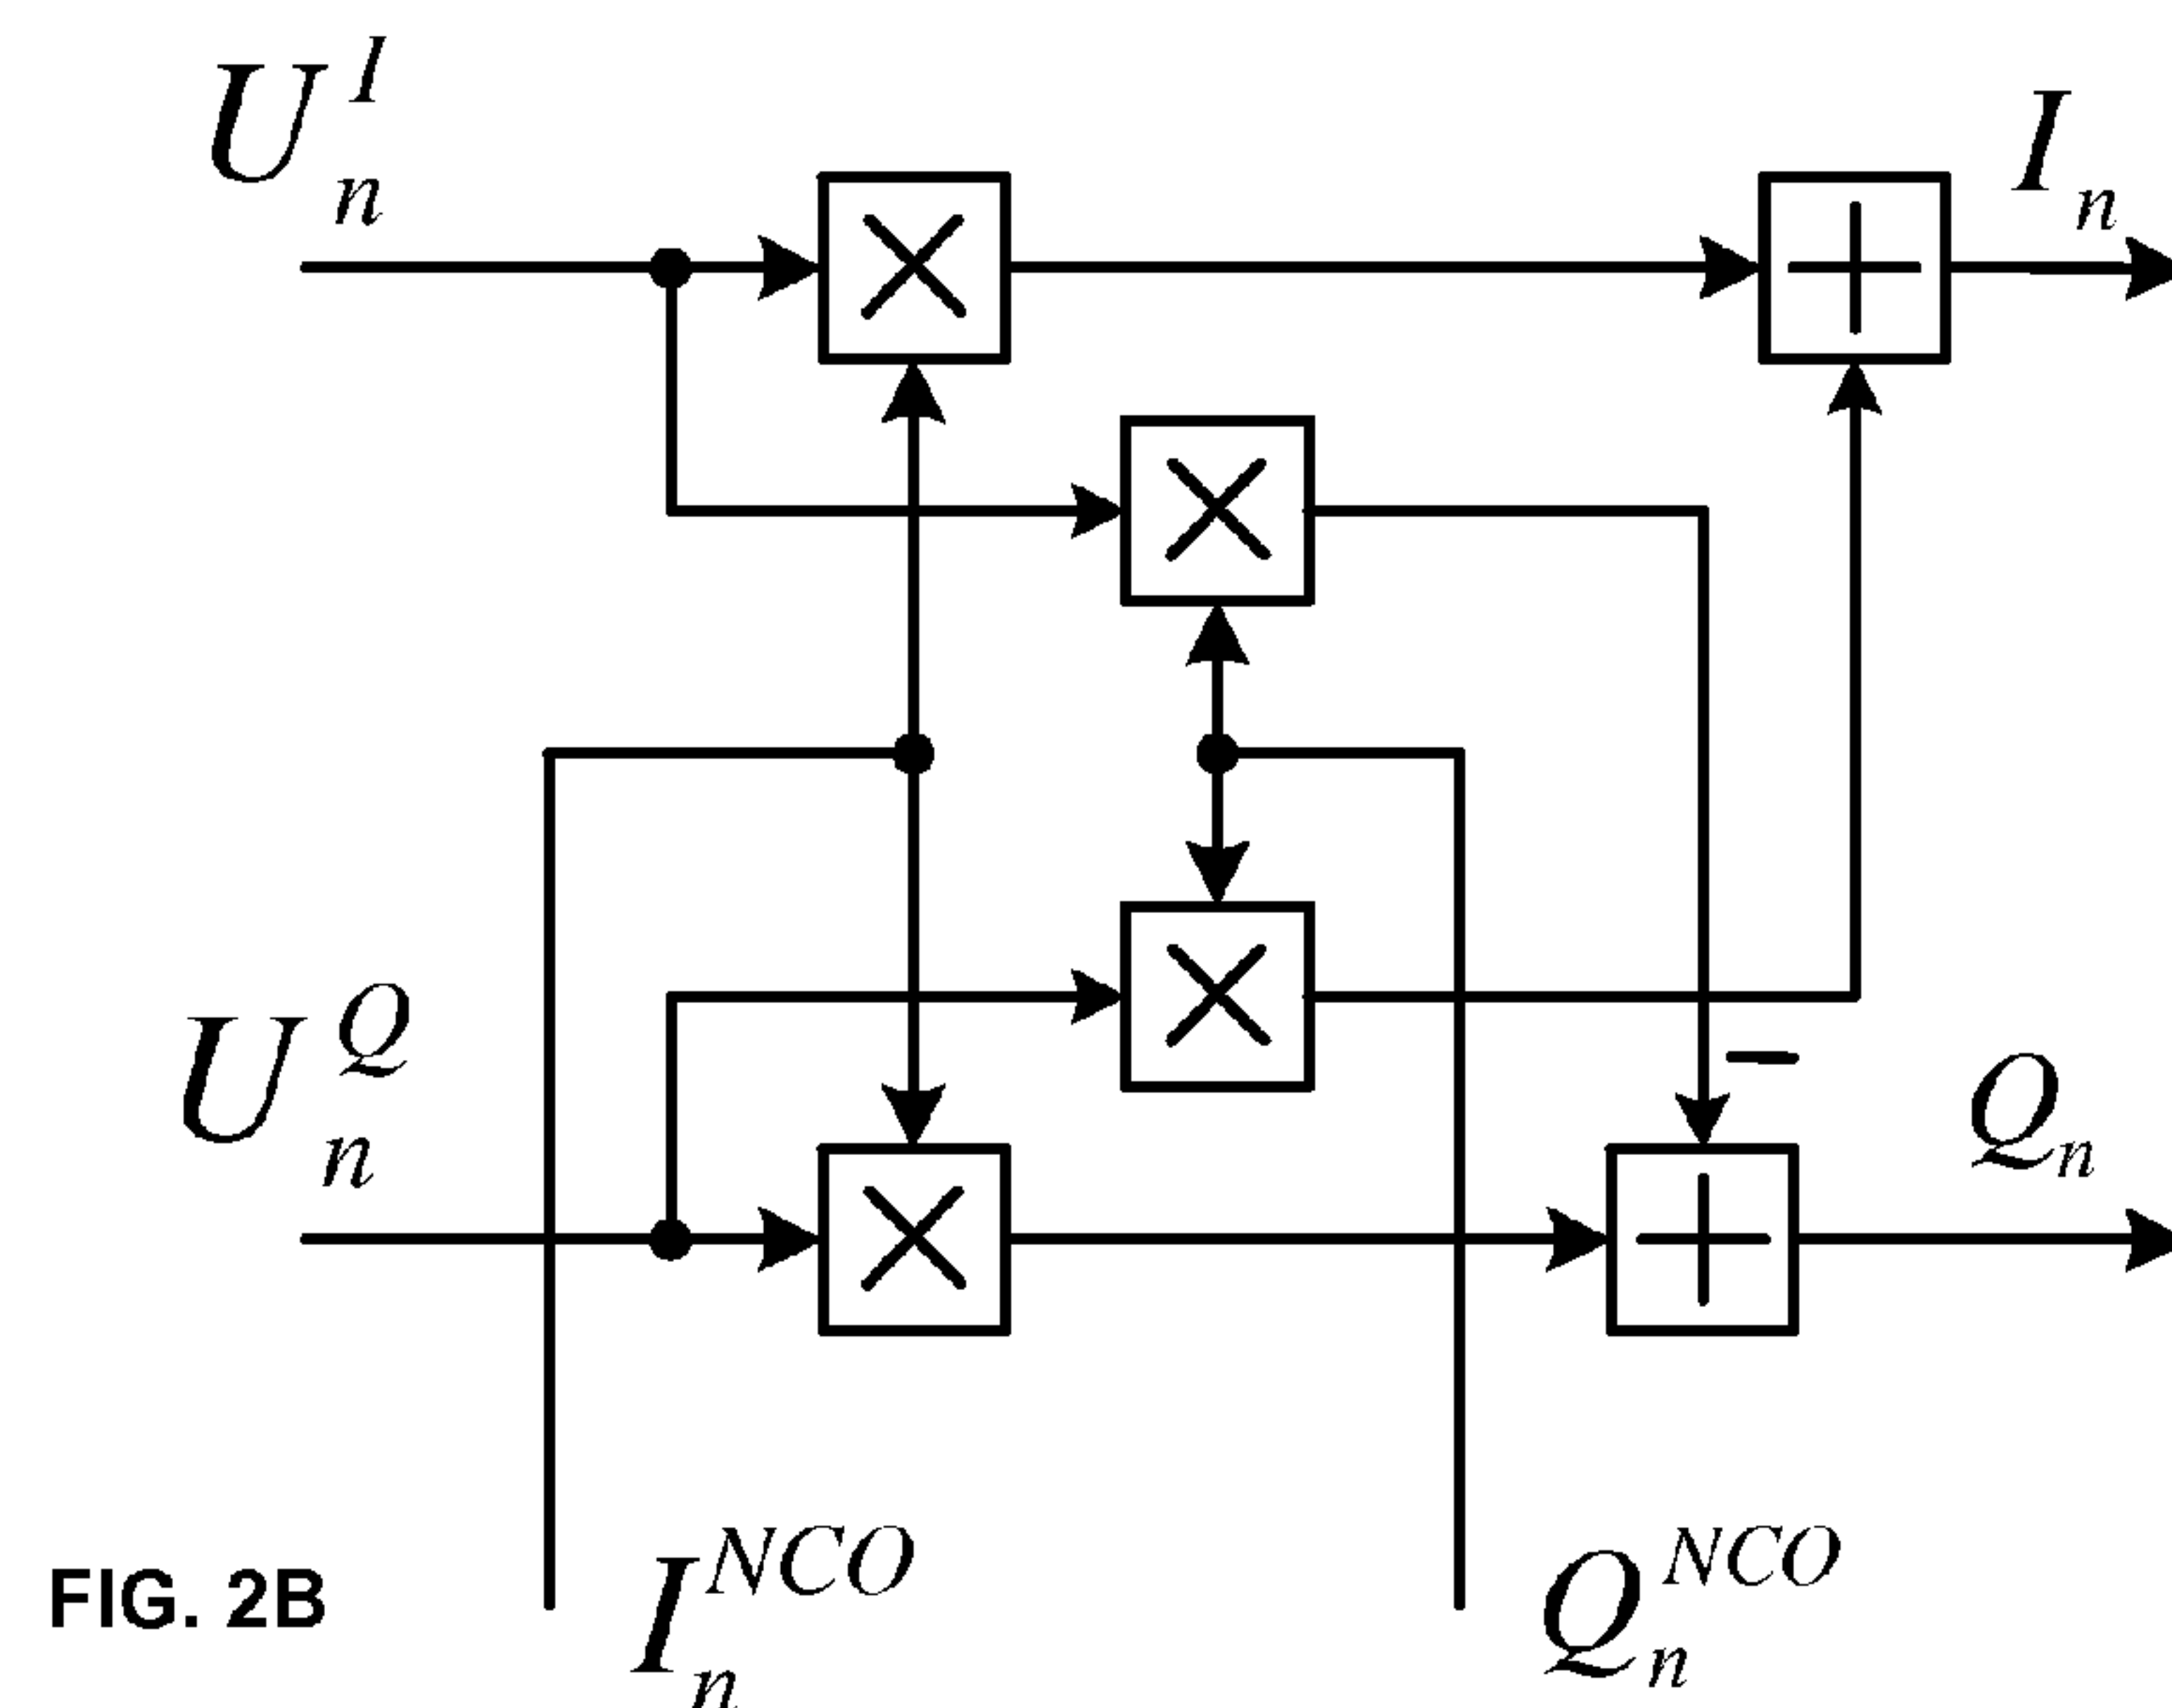 U_n^I
I_n
U_n^Q
Q_n
−
I_n^{NCO}
Q_n^{NCO}
FIG. 2B